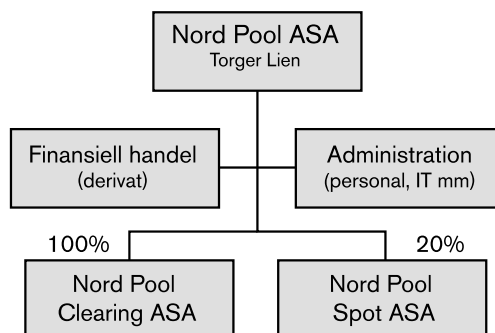 Nord Pool ASA
Torger Lien
Finansiell handel
(derivat)
Administration
(personal, IT mm)
100%
20%
Nord Pool
Clearing ASA
Nord Pool
Spot ASA